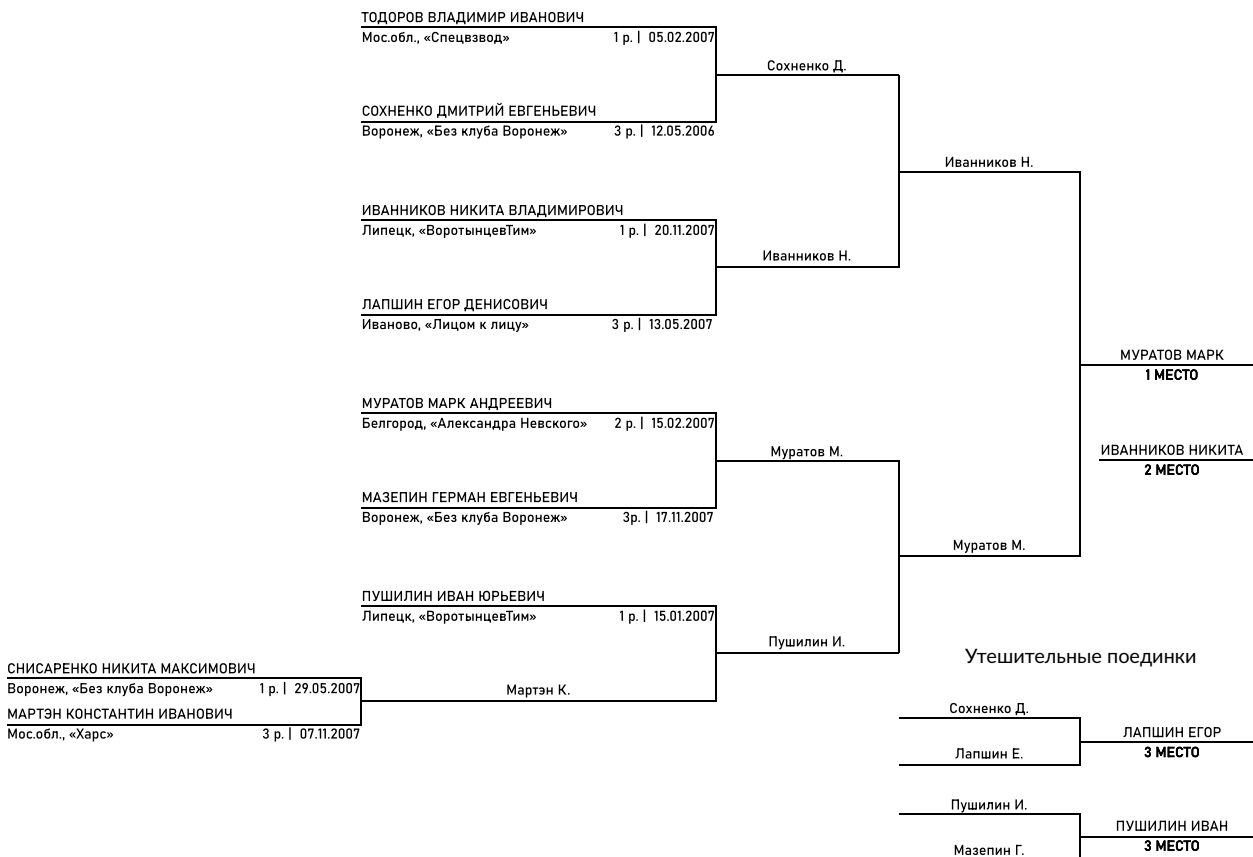 ТОДОРОВ ВЛАДИМИР ИВАНОВИЧ
Мос.обл., «Спецвзвод» 1 р. | 05.02.2007
Сохненко Д.
СОХНЕНКО ДМИТРИЙ ЕВГЕНЬЕВИЧ
Воронеж, «Без клуба Воронеж» 3 р. | 12.05.2006
Иванников Н.
ИВАННИКОВ НИКИТА ВЛАДИМИРОВИЧ
Липецк, «ВоротынцевТим» 1 р. | 20.11.2007
Иванников Н.
ЛАПШИН ЕГОР ДЕНИСОВИЧ
Иваново, «Лицом к лицу» 3 р. | 13.05.2007
МУРАТОВ МАРК
1 МЕСТО
МУРАТОВ МАРК АНДРЕЕВИЧ
Белгород, «Александра Невского» 2 р. | 15.02.2007
Муратов М.
ИВАННИКОВ НИКИТА
2 МЕСТО
МАЗЕПИН ГЕРМАН ЕВГЕНЬЕВИЧ
Воронеж, «Без клуба Воронеж» 3р. | 17.11.2007
Муратов М.
ПУШИЛИН ИВАН ЮРЬЕВИЧ
Липецк, «ВоротынцевТим» 1 р. | 15.01.2007
Пушилин И.
Утешительные поединки
СНИСАРЕНКО НИКИТА МАКСИМОВИЧ
Воронеж, «Без клуба Воронеж» 1 р. | 29.05.2007
Мартэн К.
МАРТЭН КОНСТАНТИН ИВАНОВИЧ
Мос.обл., «Харс» 3 р. | 07.11.2007
Сохненко Д.
ЛАПШИН ЕГОР
3 МЕСТО
Лапшин Е.
Пушилин И.
ПУШИЛИН ИВАН
3 МЕСТО
Мазепин Г.